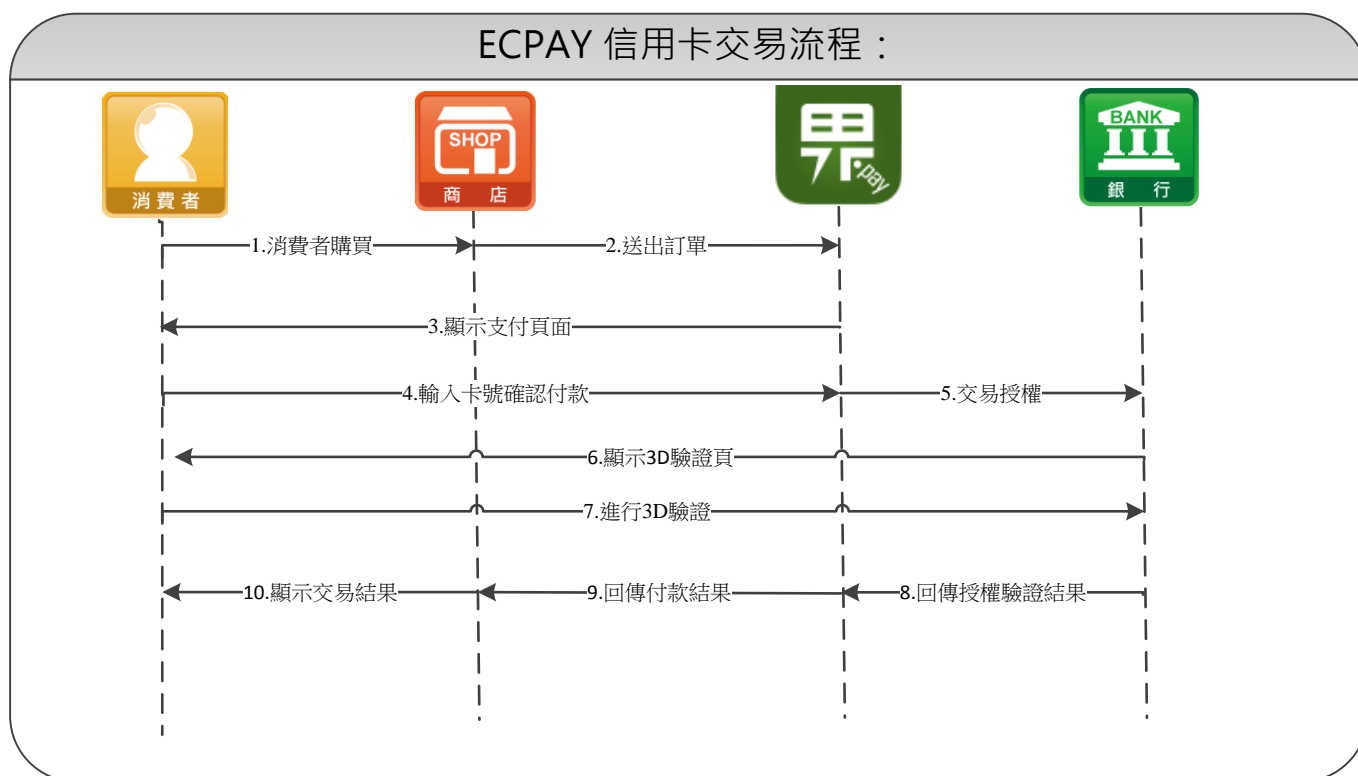 ECPAY 信用卡交易流程：
消費者
SHOP
商店
界
pay
BANK
銀行
1.消費者購買
2.送出訂單
3.顯示支付頁面
4.輸入卡號確認付款
5.交易授權
6.顯示3D驗證頁
7.進行3D驗證
10.顯示交易結果
9.回傳付款結果
8.回傳授權驗證結果